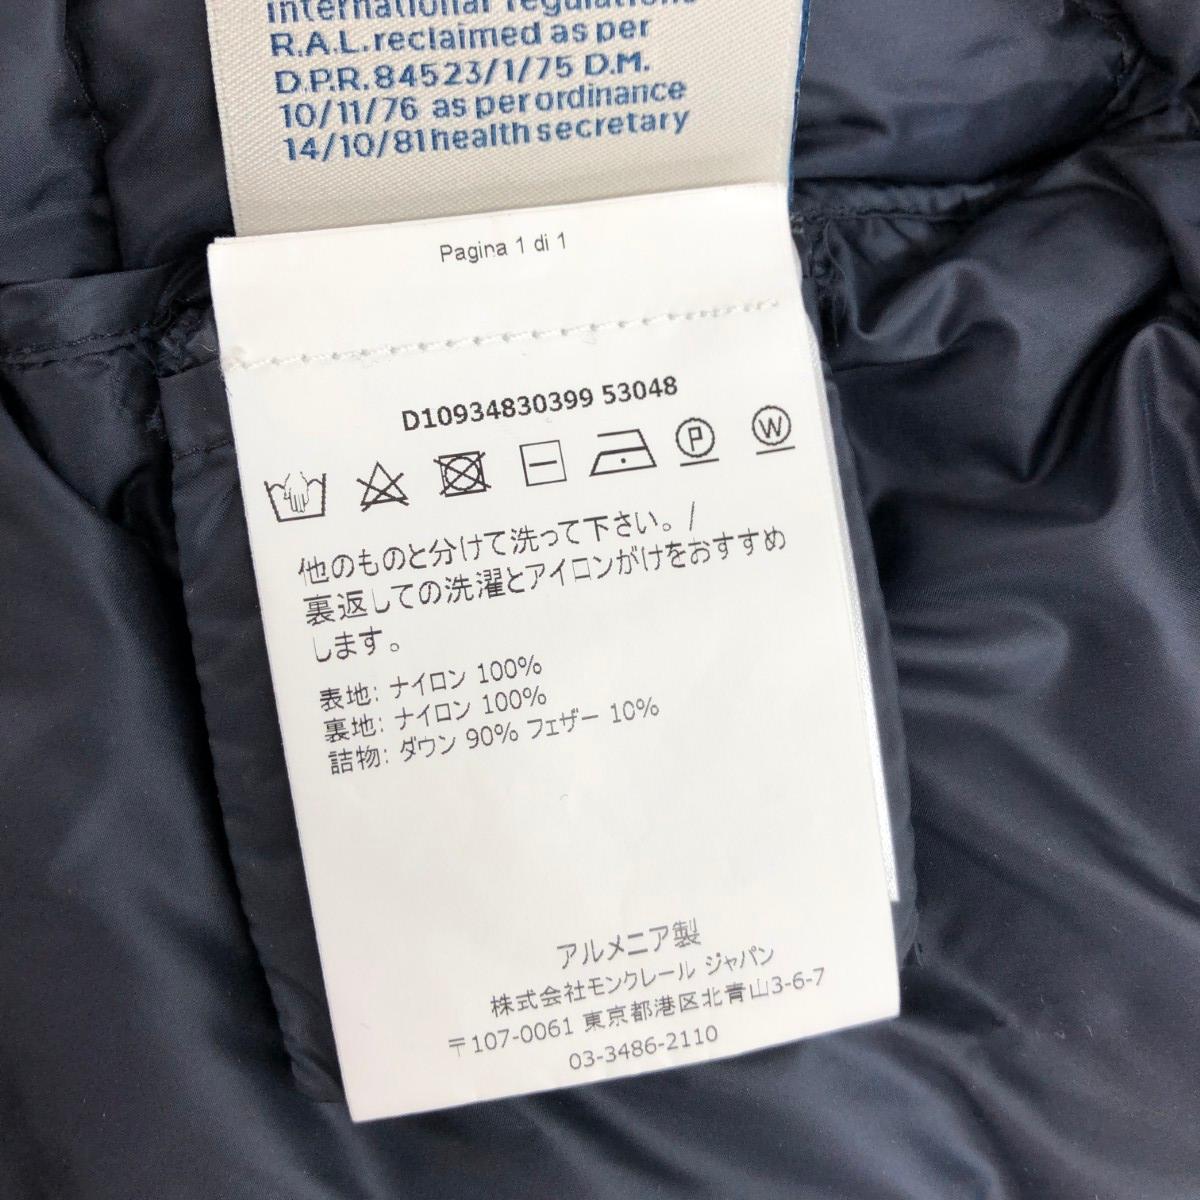 international regulations
R.A.L. reclaimed as per
D.P.R. 84523/1/75 D.M.
10/11/76 as per ordinance
14/10/81 health secretary
Pagina 1 di 1
D10934830399 53048
P W
他のものと分けて洗って下さい。/
裏返しての洗濯とアイロンがけをおすすめ
します。
表地: ナイロン 100%
裏地: ナイロン 100%
詰物: ダウン 90% フェザー 10%
アルメニア製
株式会社モンクレール ジャパン
〒107-0061 東京都港区北青山3-6-7
03-3486-2110